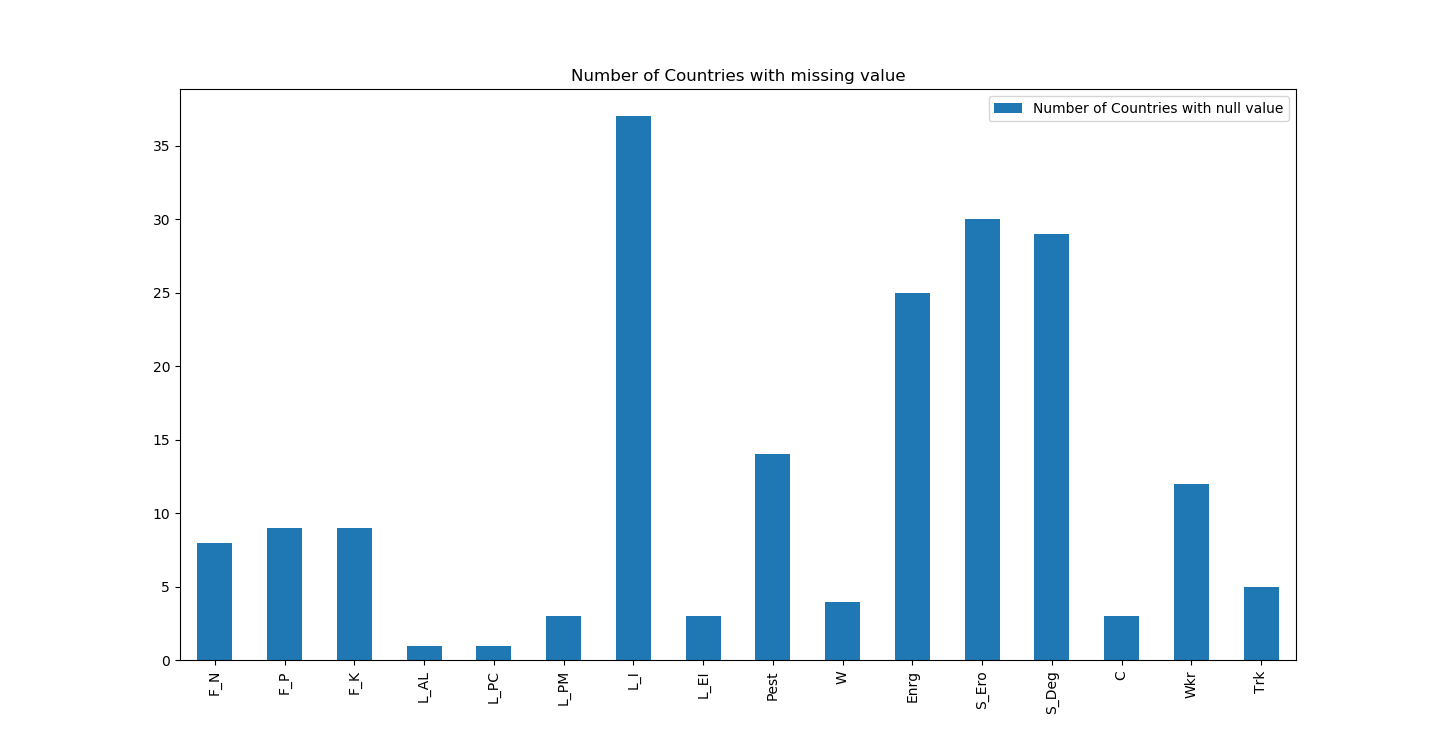 Number of Countries with missing value
Number of Countries with null value
35
30
25
20
15
10
5
0
F_N
F_P
F_K
L_AL
L_PC
L_PM
L_I
L_EI
Pest
W
Enrg
S_Ero
S_Deg
C
Wkr
Trk